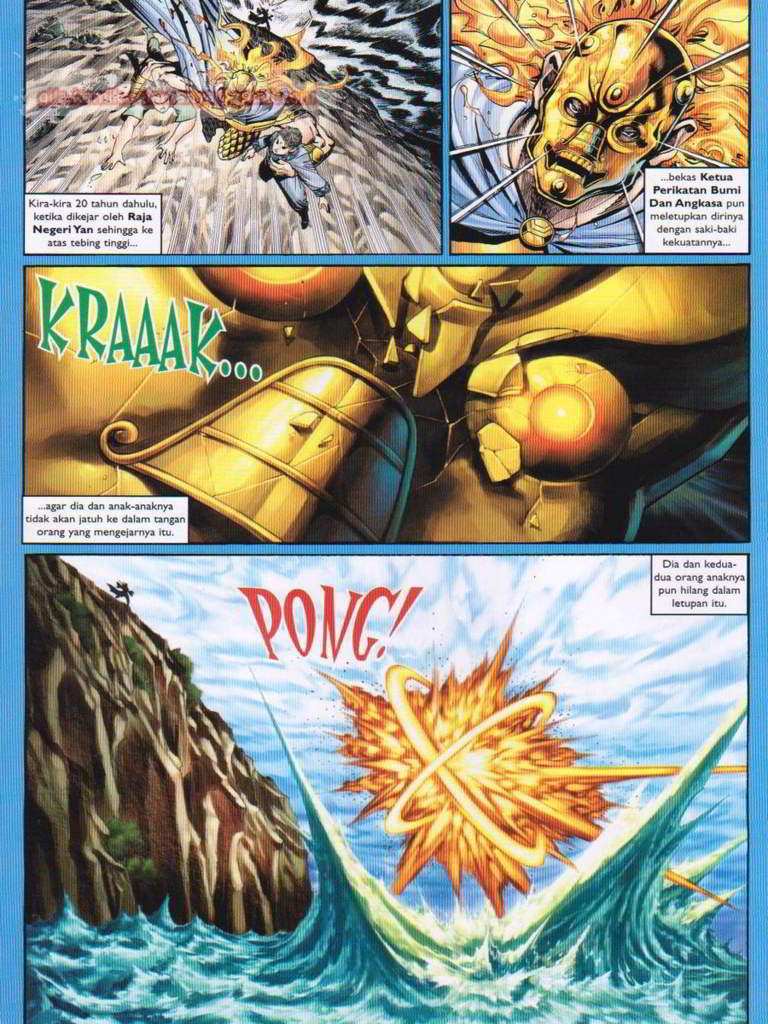 Kira-kira 20 tahun dahulu,
ketika dikejar oleh Raja
Negeri Yan sehingga ke
atas tebing tinggi...
...bekas Ketua
Perikatan Bumi
Dan Angkasa pun
meletupkan dirinya
dengan saki-baki
kekuatannya...
KRAAAK...
...agar dia dan anak-anaknya
tidak akan jatuh ke dalam tangan
orang yang mengejarnya itu.
Dia dan kedua-
dua orang anaknya
pun hilang dalam
letupan itu.
PONG!